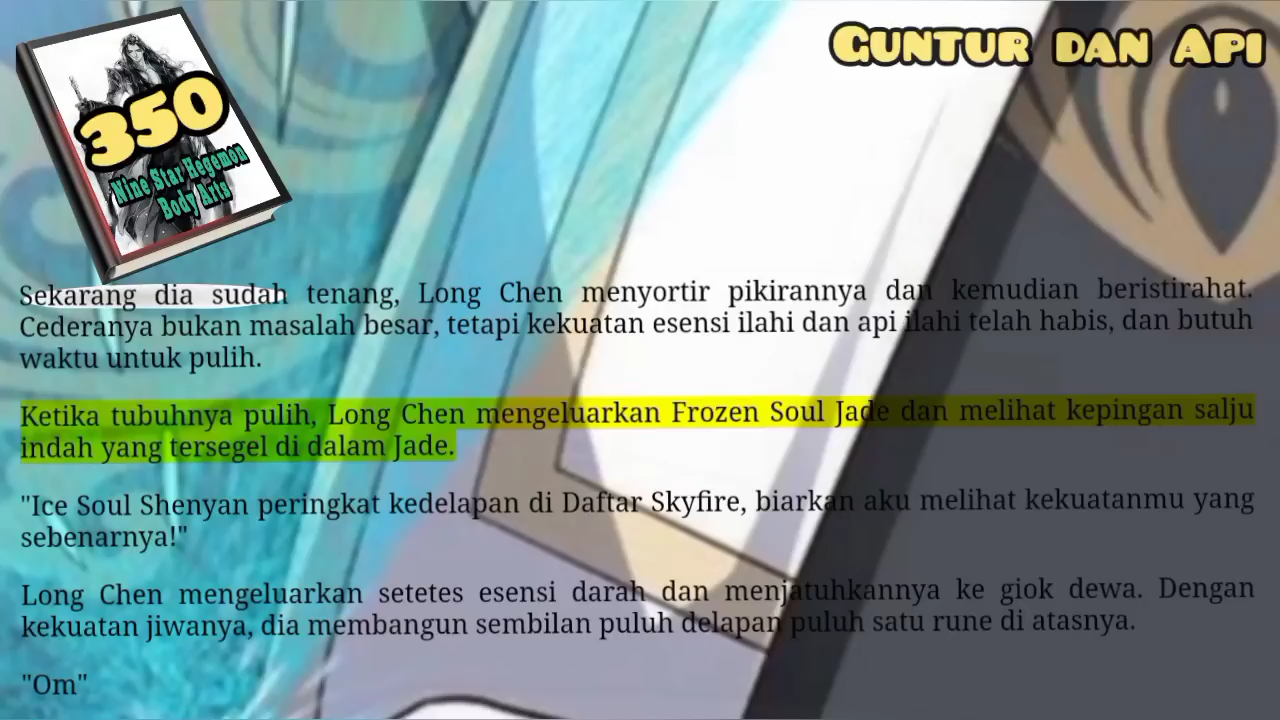 Guntur dan Api
350
Nine Star Hegemon
Body Arts
Sekarang dia sudah tenang, Long Chen menyortir pikirannya dan kemudian beristirahat.
Cederanya bukan masalah besar, tetapi kekuatan esensi ilahi dan api ilahi telah habis, dan butuh
waktu untuk pulih.
Ketika tubuhnya pulih, Long Chen mengeluarkan Frozen Soul Jade dan melihat kepingan salju
indah yang tersegel di dalam Jade.
"Ice Soul Shenyan peringkat kedelapan di Daftar Skyfire, biarkan aku melihat kekuatanmu yang
sebenarnya!"
Long Chen mengeluarkan setetes esensi darah dan menjatuhkannya ke giok dewa. Dengan
kekuatan jiwanya, dia membangun sembilan puluh delapan puluh satu rune di atasnya.
"Om"